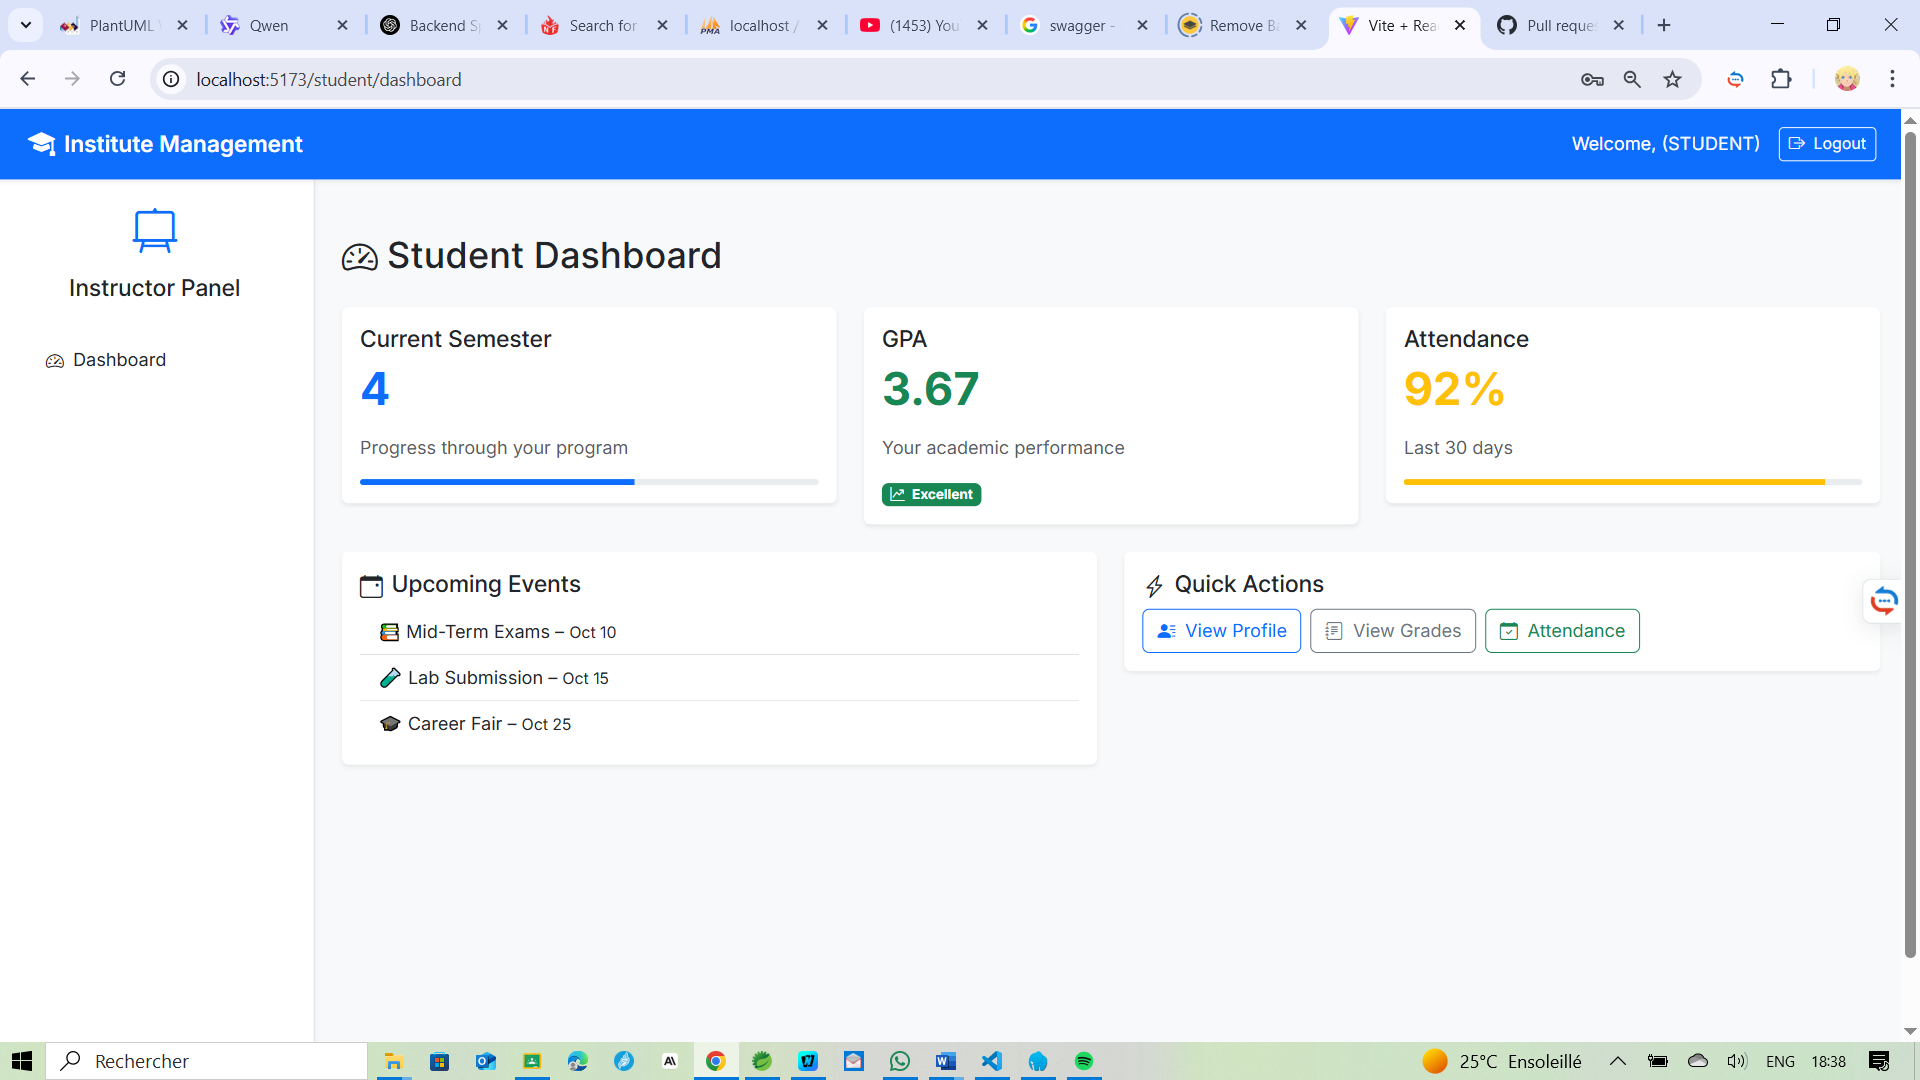 PlantUML
Qwen
Backend Sp
Search for
localhost /
(1453) You
swagger -
Remove Ba
Vite + Rea
Pull reques
localhost:5173/student/dashboard
Institute Management
Welcome, (STUDENT)
Logout
Instructor Panel
Dashboard
Student Dashboard
Current Semester
4
Progress through your program
GPA
3.67
Your academic performance
Excellent
Attendance
92%
Last 30 days
Upcoming Events
Mid-Term Exams – Oct 10
Lab Submission – Oct 15
Career Fair – Oct 25
Quick Actions
View Profile
View Grades
Attendance
Rechercher
25°C Ensoleillé
ENG
18:38